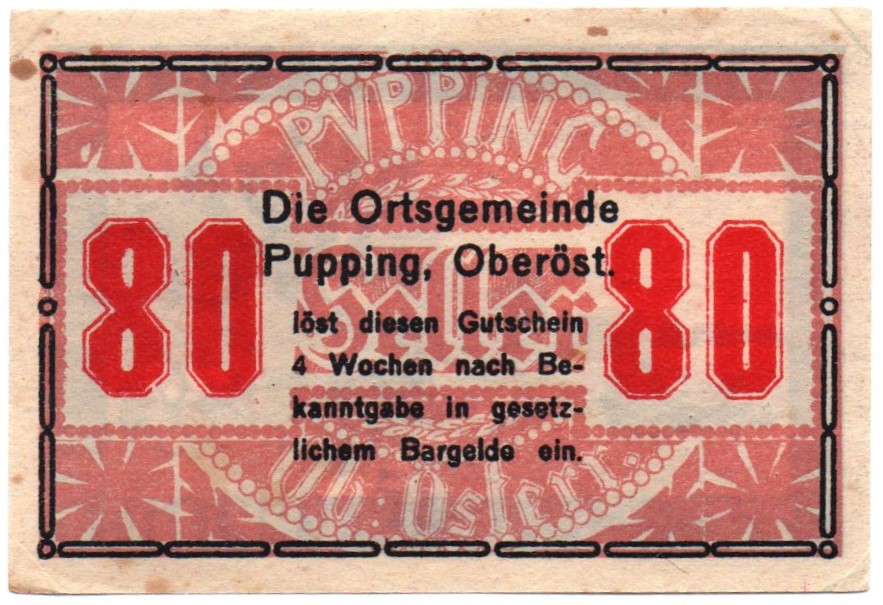 PVPPING
Die Ortsgemeinde
80 Pupping, Oberöst. 80
Heller
löst diesen Gutschein
4 Wochen nach Be-
kanntgabe in gesetz-
lichem Bargelde ein.
Ob. Österr.